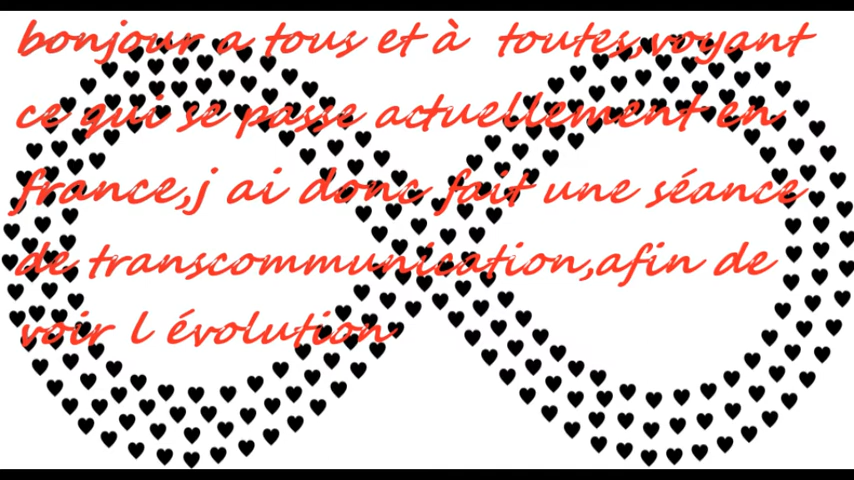 bonjour a tous et à toutes,voyant
ce qui se passe actuellement en
france,j ai donc fait une séance
de transcommunication,afin de
voir l évolution